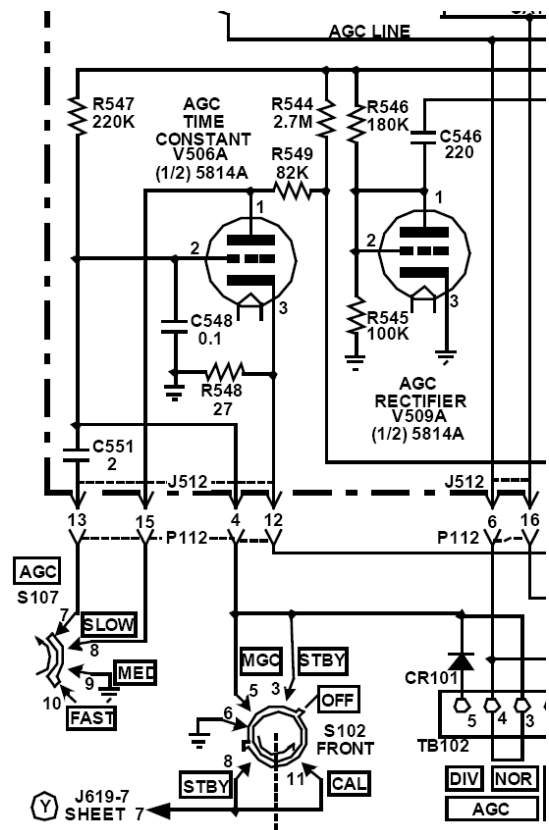 AGC LINE
R547
220K
AGC
TIME
CONSTANT
V506A
(1/2) 5814A
R544
2.7M
R546
180K
C546
220
R549
82K
1
1
2
2
3
3
C548
0.1
R545
100K
R548
27
AGC
RECTIFIER
V509A
(1/2) 5814A
C551
2
J512
J512
13
15
4
12
6
16
P112
P112
AGC
S107
7
SLOW
8
MED
9
10
FAST
MGC
STBY
5
3
OFF
6
S102
FRONT
8
11
STBY
CAL
CR101
5
4
3
TB102
DIV
NOR
AGC
Y
J619-7
SHEET 7